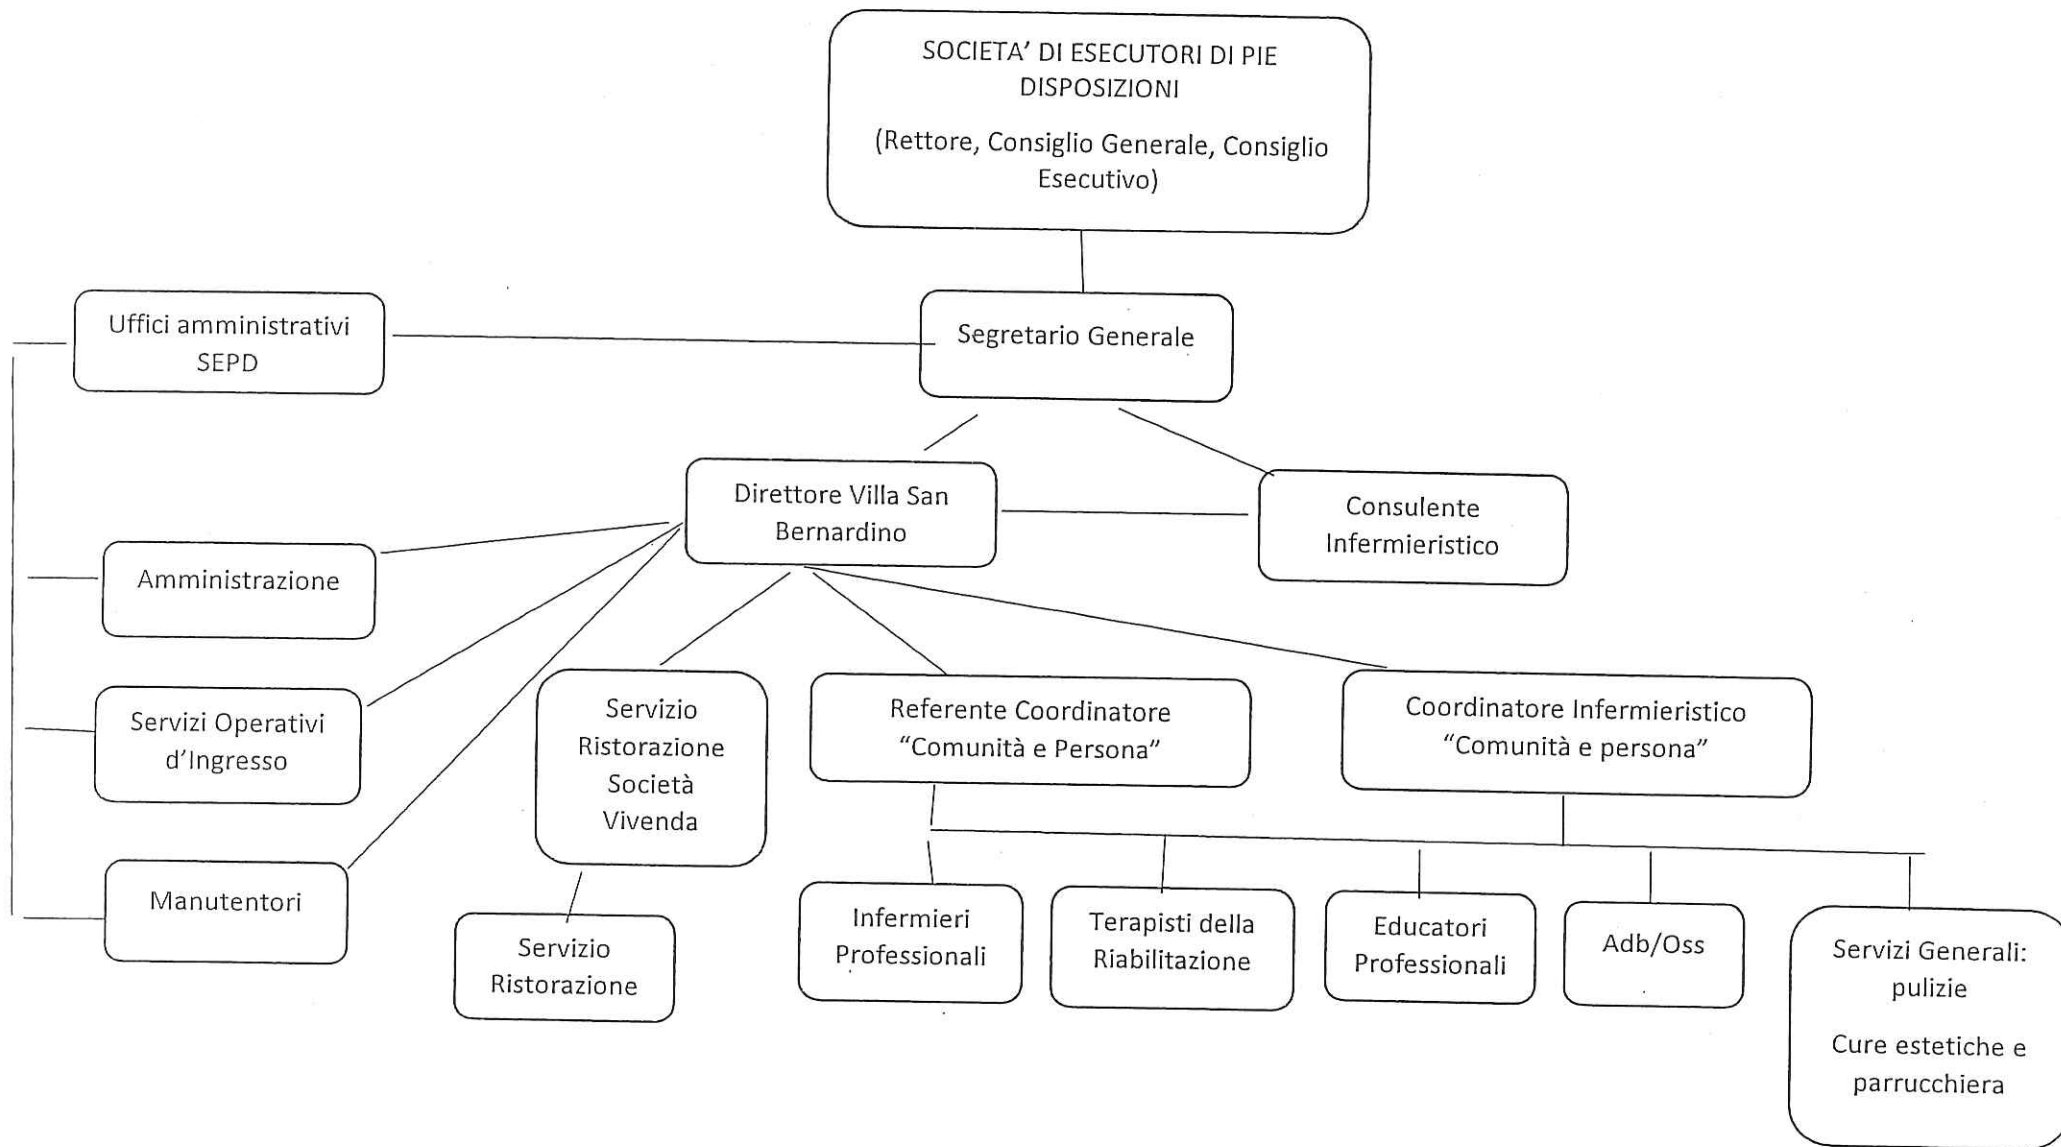 SOCIETA’ DI ESECUTORI DI PIE
DISPOSIZIONI
(Rettore, Consiglio Generale, Consiglio
Esecutivo)
Uffici amministrativi
SEPD
Segretario Generale
Direttore Villa San
Bernardino
Consulente
Infermieristico
Amministrazione
Servizi Operativi
d’Ingresso
Manutentori
Servizio
Ristorazione
Società
Vivenda
Referente Coordinatore
“Comunità e Persona”
Coordinatore Infermieristico
“Comunità e persona”
Servizio
Ristorazione
Infermieri
Professionali
Terapisti della
Riabilitazione
Educatori
Professionali
Adb/Oss
Servizi Generali:
pulizie
Cure estetiche e
parrucchiera